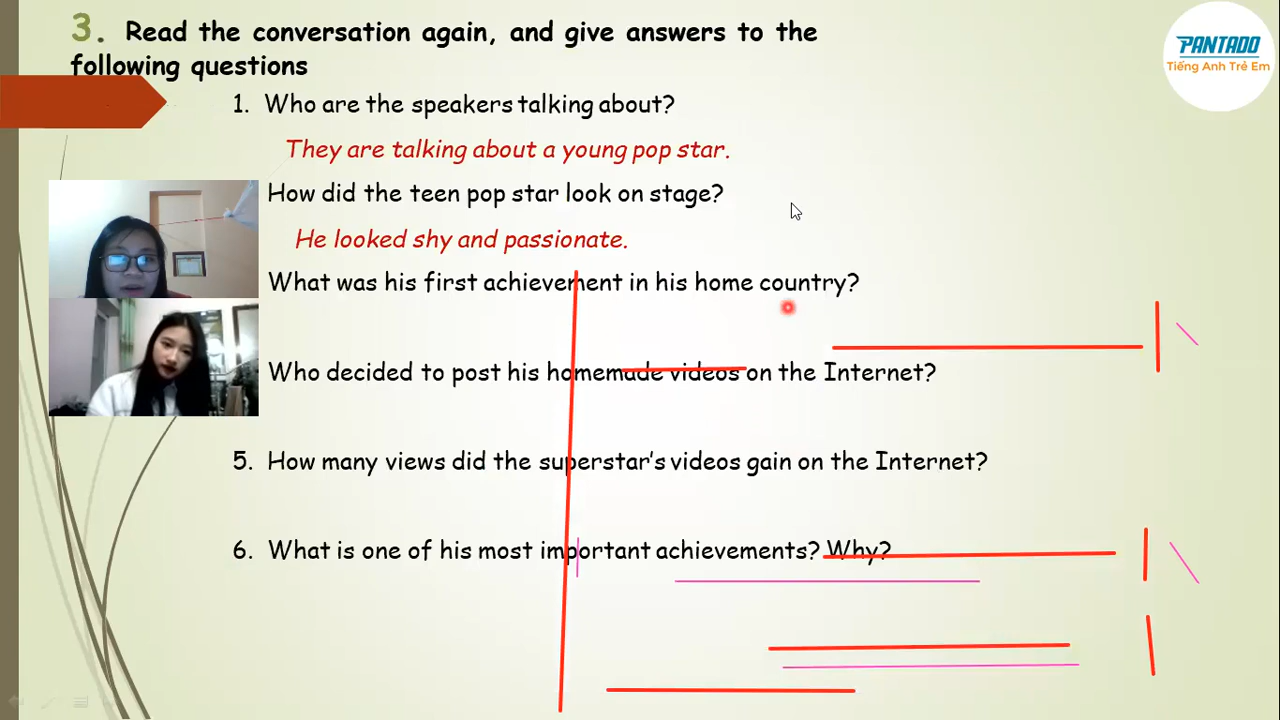 3. Read the conversation again, and give answers to the
following questions
PANTADO
Tiếng Anh Trẻ Em
1. Who are the speakers talking about?
They are talking about a young pop star.
How did the teen pop star look on stage?
He looked shy and passionate.
What was his first achievement in his home country?
Who decided to post his homemade videos on the Internet?
5. How many views did the superstar's videos gain on the Internet?
6. What is one of his most important achievements? Why?